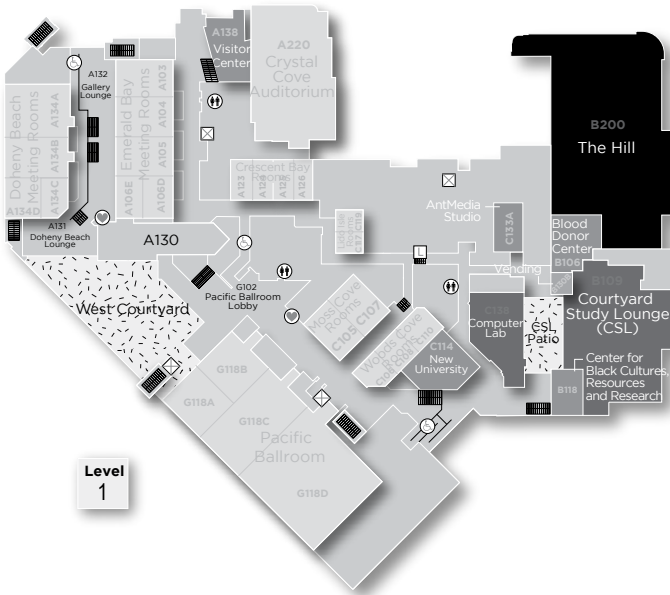 A138
Visitor
Center
A220
Crystal
Cove
Auditorium
A132
Gallery
Lounge
Doheny Beach
Meeting Rooms
A134A
A134B
A134C
A134D
Emerald Bay
Meeting Rooms
A103
A104
A105
A106D
A106E
B200
The Hill
Crescent Bay
Rooms
A123
A125
A126
AntMedia
Studio
C133A
Blood
Donor
Center
B106
A131
Doheny Beach
Lounge
A130
L
Vending
G102
Pacific Ballroom
Lobby
B109
Courtyard
Study Lounge
(CSL)
West Courtyard
Moss Cove
Rooms
C105 C107
Woods Cove
Rooms
C114
New
University
Computer
Lab
CSL
Patio
Center for
Black Cultures,
Resources
and Research
B118
G118B
G118A
G118C
Pacific
Ballroom
G118D
Level
1